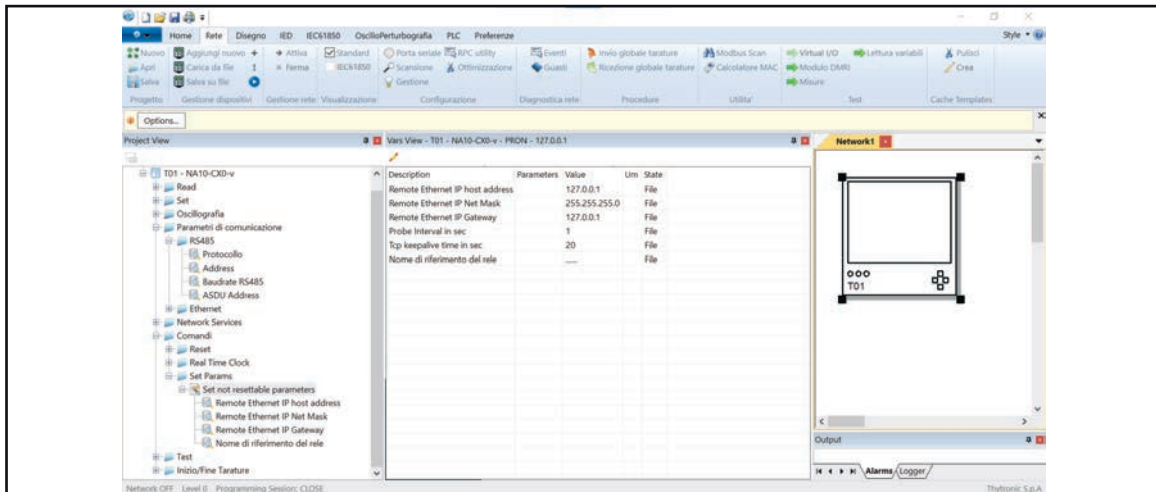 Home Rete Disegno IED IEC61850 OscilloPerturbografia PLC Preferenze Style
Nuovo Aggiungi nuovo Attiva Standard Porta seriale RPC utility Eventi Invio globale tarature Modbus Scan Virtual I/O Lettura variabili Pulisci
Apri Carica da file Ferma IEC61850 Scansione Ottimizzazione Guasti Ricezione globale tarature Calcolatore MAC Modulo DMRI Crea
Salva Salva su file Gestione Misure
Progetto Gestione dispositivi Gestione rete Visualizzazione Configurazione Diagnostica rete Procedure Utilita' Test Cache Templates
Options...
Project View
T01 - NA10-CX0-v
Read
Set
Oscillografia
Parametri di comunicazione
RS485
Protocollo
Address
Baudrate RS485
ASDU Address
Ethernet
Network Services
Comandi
Reset
Real Time Clock
Set Params
Set not resettable parameters
Remote Ethernet IP host address
Remote Ethernet IP Net Mask
Remote Ethernet IP Gateway
Nome di riferimento del rele
Test
Inizio/Fine Tarature
Vars View - T01 - NA10-CX0-v - PRON - 127.0.0.1
Description Parameters Value Um State
Remote Ethernet IP host address 127.0.0.1 File
Remote Ethernet IP Net Mask 255.255.255.0 File
Remote Ethernet IP Gateway 127.0.0.1 File
Probe Interval in sec 1 File
Tcp keepalive time in sec 20 File
Nome di riferimento del rele __ File
Network1
T01
Output
Alarms Logger
Network OFF Level 0 Programming Session: CLOSE Thytronic S.p.A.